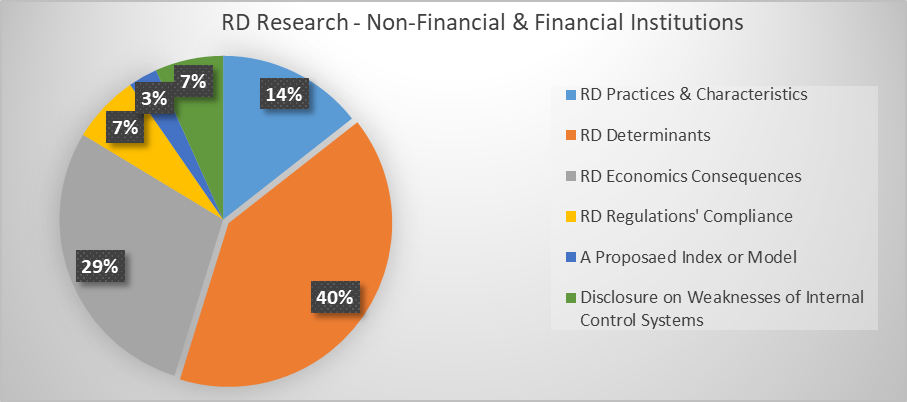 RD Research - Non-Financial & Financial Institutions
7%
14%
3%
7%
29%
40%
RD Practices & Characteristics
RD Determinants
RD Economics Consequences
RD Regulations' Compliance
A Proposaed Index or Model
Disclosure on Weaknesses of Internal
Control Systems